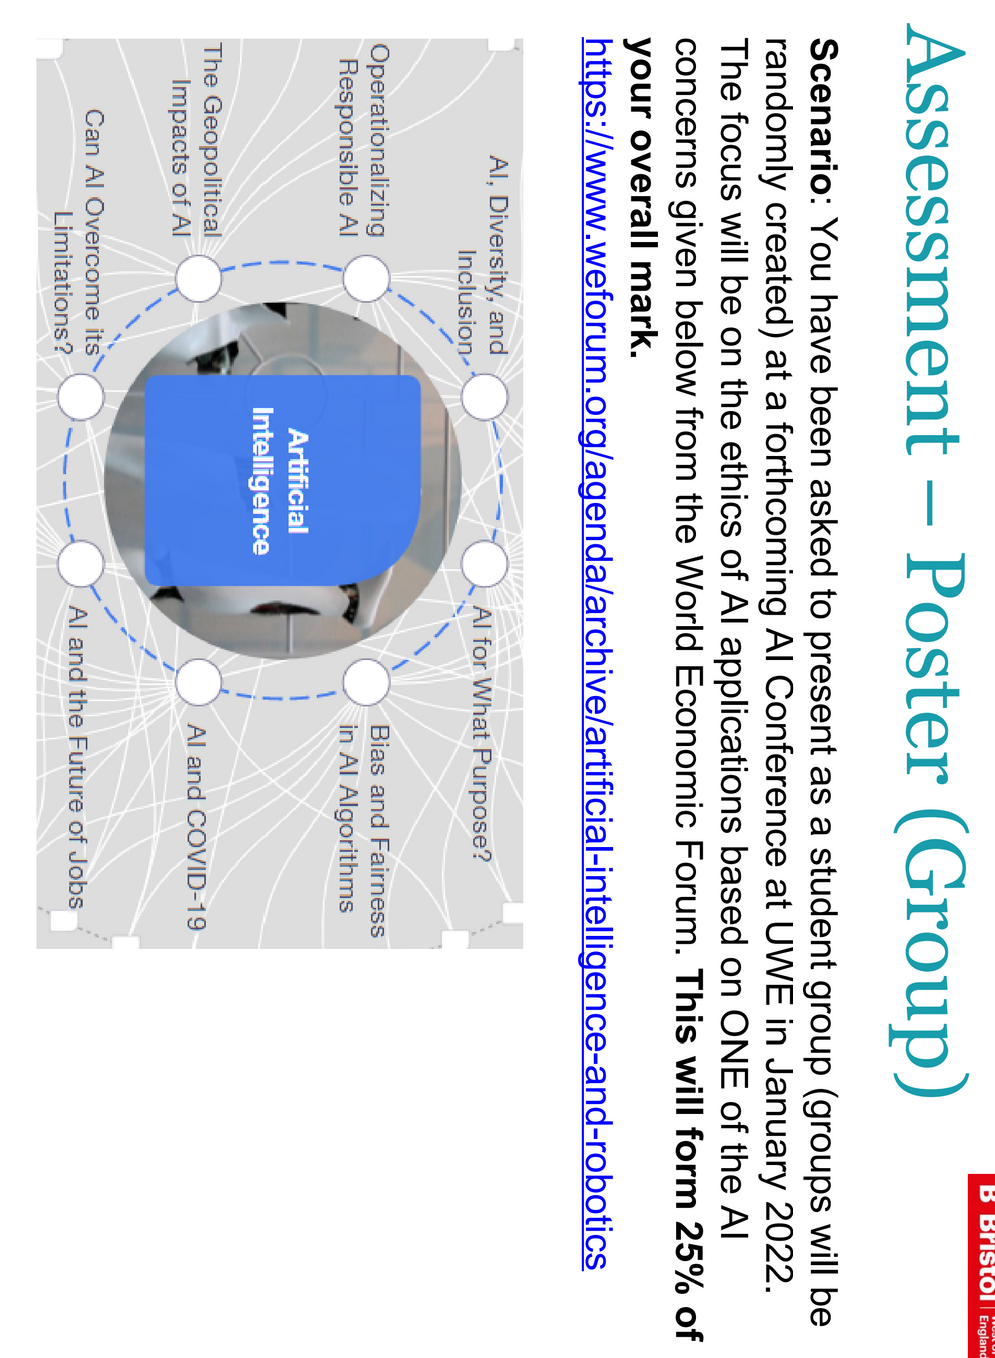 Assessment – Poster (Group)
Scenario: You have been asked to present as a student group (groups will be
randomly created) at a forthcoming AI Conference at UWE in January 2022.
The focus will be on the ethics of AI applications based on ONE of the AI
concerns given below from the World Economic Forum. This will form 25% of
your overall mark.
https://www.weforum.org/agenda/archive/artificial-intelligence-and-robotics
AI, Diversity, and
Inclusion
AI for What Purpose?
Operationalizing
Responsible AI
Bias and Fairness
in AI Algorithms
Artificial
Intelligence
The Geopolitical
Impacts of AI
AI and COVID-19
Can AI Overcome its
Limitations?
AI and the Future of Jobs
Bristol
West of
England